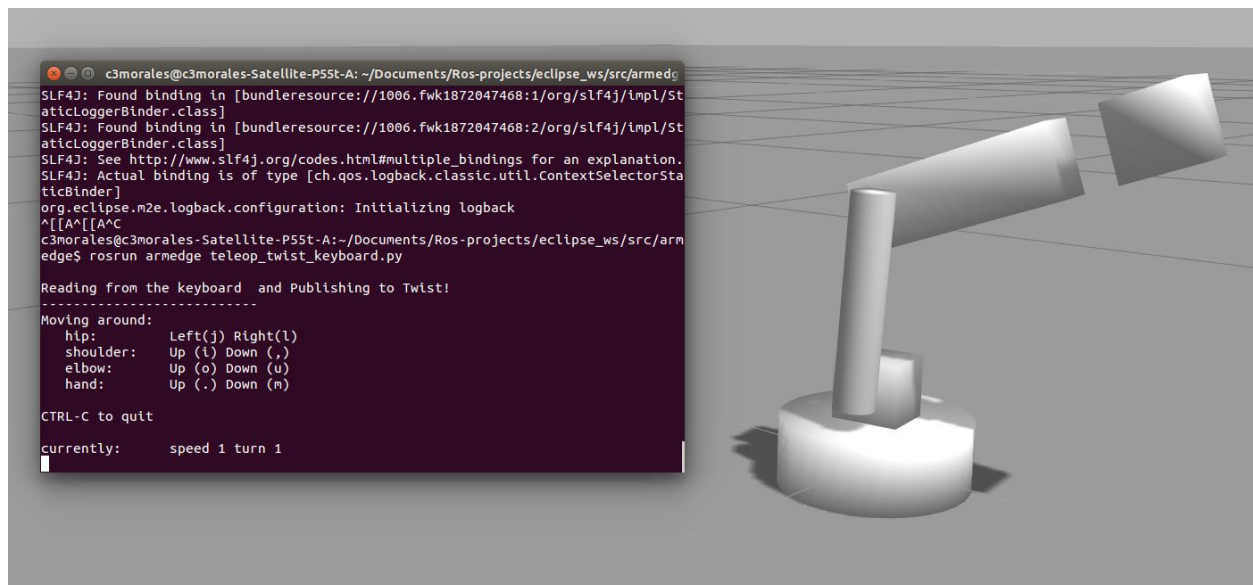 c3morales@c3morales-Satellite-P55t-A: ~/Documents/Ros-projects/eclipse_ws/src/armedg
SLF4J: Found binding in [bundleresource://1006.fwk1872047468:1/org/slf4j/impl/St
aticLoggerBinder.class]
SLF4J: Found binding in [bundleresource://1006.fwk1872047468:2/org/slf4j/impl/St
aticLoggerBinder.class]
SLF4J: See http://www.slf4j.org/codes.html#multiple_bindings for an explanation.
SLF4J: Actual binding is of type [ch.qos.logback.classic.util.ContextSelectorSta
ticBinder]
org.eclipse.m2e.logback.configuration: Initializing logback
^[[A^[[A^C
c3morales@c3morales-Satellite-P55t-A:~/Documents/Ros-projects/eclipse_ws/src/arm
edge$ rosrun armedge teleop_twist_keyboard.py
Reading from the keyboard  and Publishing to Twist!
---------------------------
Moving around:
hip: Left(j) Right(l)
shoulder: Up (i) Down (,)
elbow: Up (o) Down (u)
hand: Up (.) Down (m)
CTRL-C to quit
currently: speed 1 turn 1